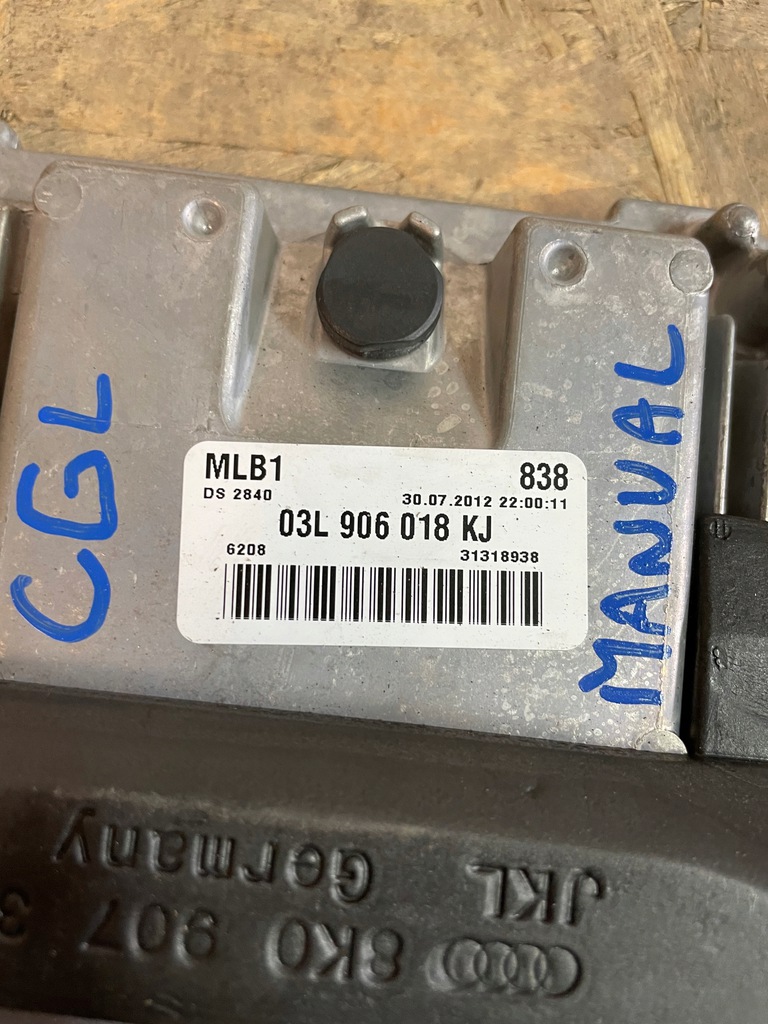 CGL
MANUAL
MLB1 838
DS 2840 30.07.2012 22:00:11
03L 906 018 KJ
6208 31318938
JKL Germany
8K0 907 3